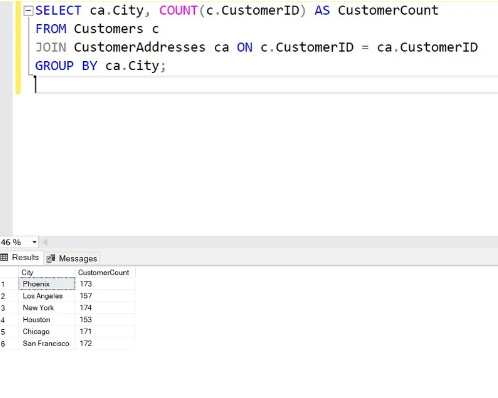 SELECT ca.City, COUNT(c.CustomerID) AS CustomerCount
FROM Customers c
JOIN CustomerAddresses ca ON c.CustomerID = ca.CustomerID
GROUP BY ca.City;
46 %
Results Messages
City CustomerCount
1 Phoenix 173
2 Los Angeles 157
3 New York 174
4 Houston 153
5 Chicago 171
6 San Francisco 172